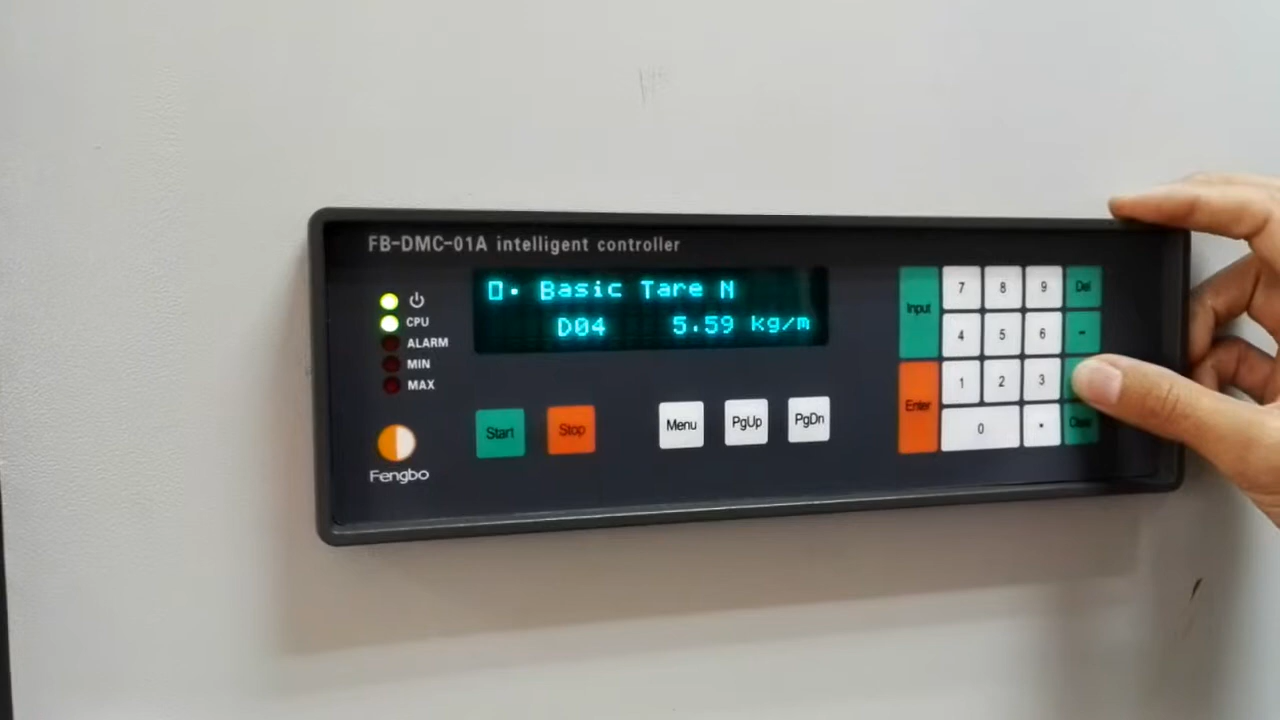 FB-DMC-01A intelligent controller
CPU
ALARM
MIN
MAX
Fengbo
Basic Tare N
D04 5.59 kg/m
Start
Stop
Menu
PgUp
PgDn
Input
Enter
7 8 9 Del
4 5 6 -
1 2 3
0 .